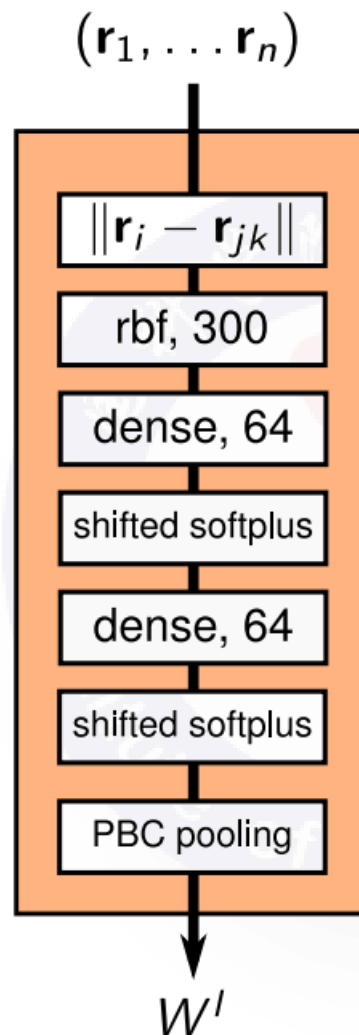 (r₁, . . . rₙ)
||rᵢ − rⱼₖ||
rbf, 300
dense, 64
shifted softplus
dense, 64
shifted softplus
PBC pooling
Wˡ